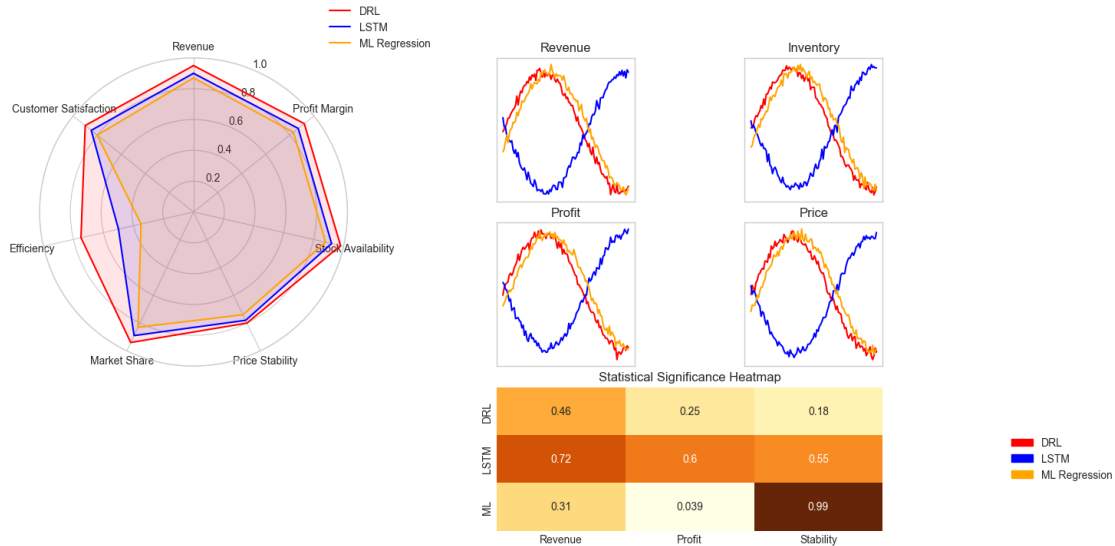 DRL
LSTM
ML Regression
Revenue
Profit Margin
Stock Availability
Price Stability
Market Share
Efficiency
Customer Satisfaction
1.0
0.8
0.6
0.4
0.2
Revenue
Inventory
Profit
Price
Statistical Significance Heatmap
DRL 0.46 0.25 0.18
LSTM 0.72 0.6 0.55
ML 0.31 0.039 0.99
Revenue Profit Stability
DRL
LSTM
ML Regression